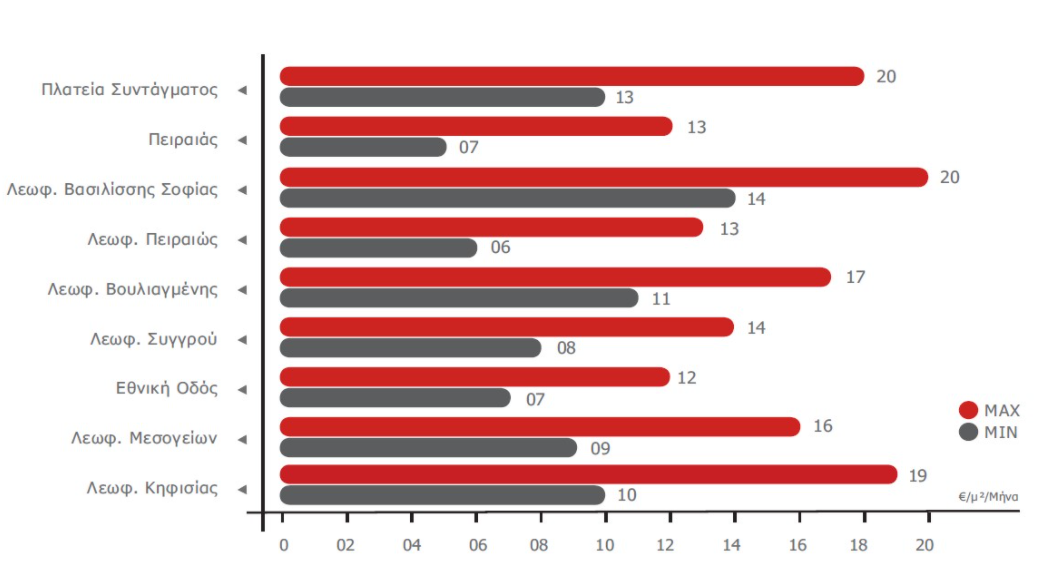 Πλατεία Συντάγματος
20
13
Πειραιάς
13
07
Λεωφ. Βασιλίσσης Σοφίας
20
14
Λεωφ. Πειραιώς
13
06
Λεωφ. Βουλιαγμένης
17
11
Λεωφ. Συγγρού
14
08
Εθνική Οδός
12
07
MAX
MIN
Λεωφ. Μεσογείων
16
09
Λεωφ. Κηφισίας
19
10
€/μ²/Μήνα
0 02 04 06 08 10 12 14 16 18 20